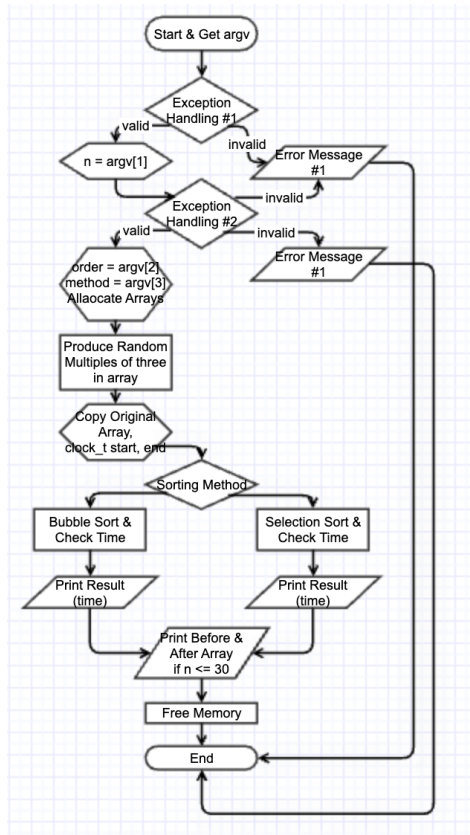 Start & Get argv
Exception
Handling #1
valid
invalid
n = argv[1]
Error Message
#1
Exception
Handling #2
invalid
valid
invalid
order = argv[2]
method = argv[3]
Allaocate Arrays
Error Message
#1
Produce Random
Multiples of three
in array
Copy Original
Array,
clock_t start, end
Sorting Method
Bubble Sort &
Check Time
Selection Sort &
Check Time
Print Result
(time)
Print Result
(time)
Print Before &
After Array
if n <= 30
Free Memory
End